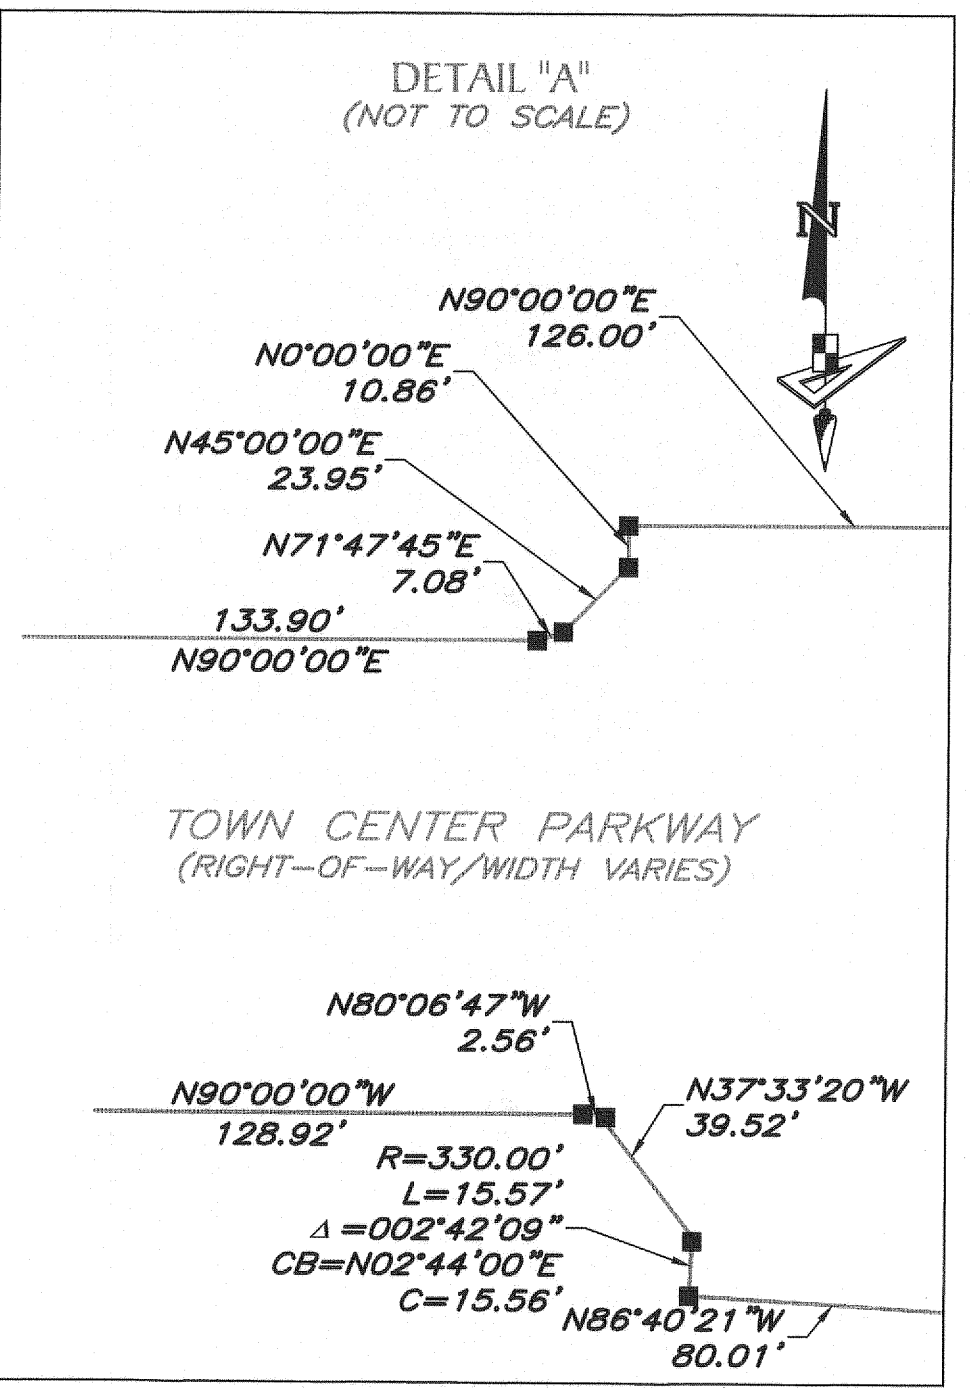 DETAIL "A"
(NOT TO SCALE)
N
N90°00'00"E
126.00'
N0°00'00"E
10.86'
N45°00'00"E
23.95'
N71°47'45"E
7.08'
133.90'
N90°00'00"E
TOWN CENTER PARKWAY
(RIGHT-OF-WAY/WIDTH VARIES)
N80°06'47"W
2.56'
N90°00'00"W
128.92'
N37°33'20"W
39.52'
R=330.00'
L=15.57'
Δ=002°42'09"
CB=N02°44'00"E
C=15.56'
N86°40'21"W
80.01'